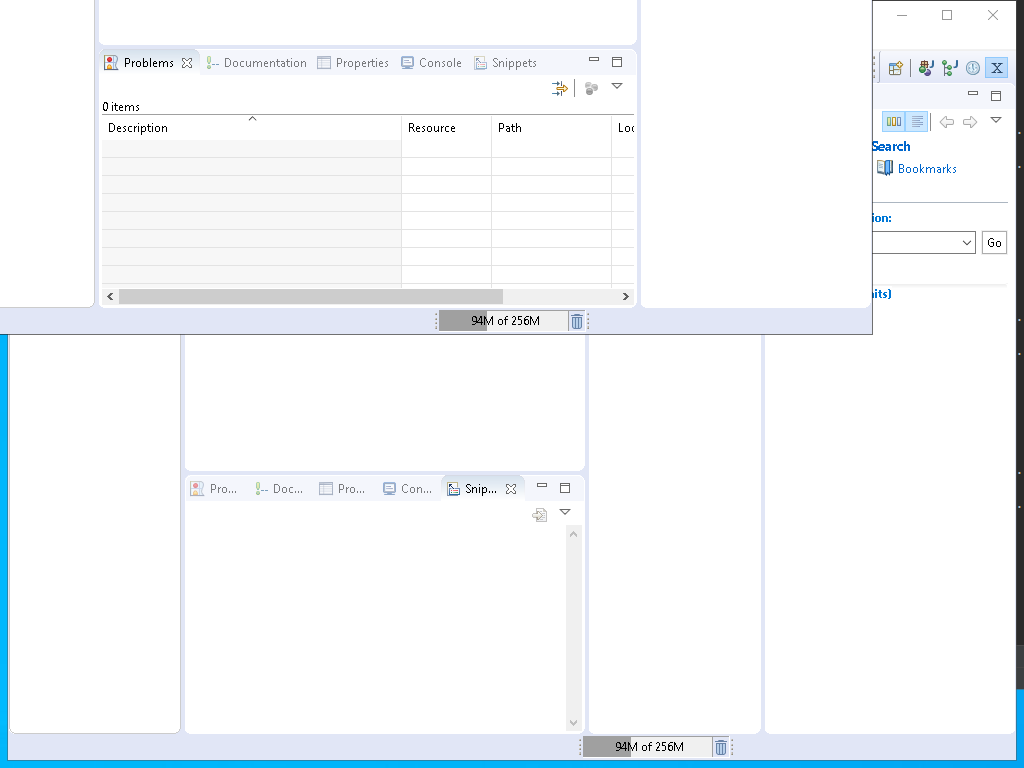 Problems Documentation Properties Console Snippets
0 items
Description Resource Path Loc
94M of 256M
X
Search
Bookmarks
ion:
Go
its)
Pro... Doc... Pro... Con... Snip...
94M of 256M